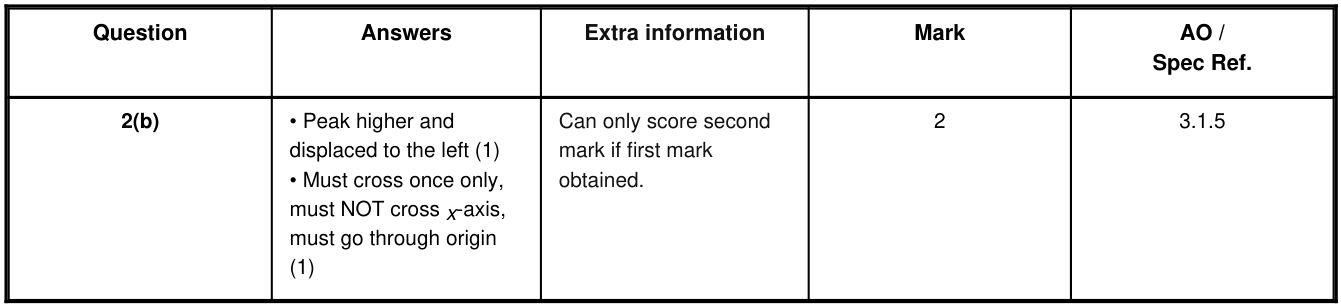 Question Answers Extra information Mark AO /
Spec Ref.
2(b) • Peak higher and Can only score second 2 3.1.5
displaced to the left (1) mark if first mark
• Must cross once only, obtained.
must NOT cross x-axis,
must go through origin
(1)